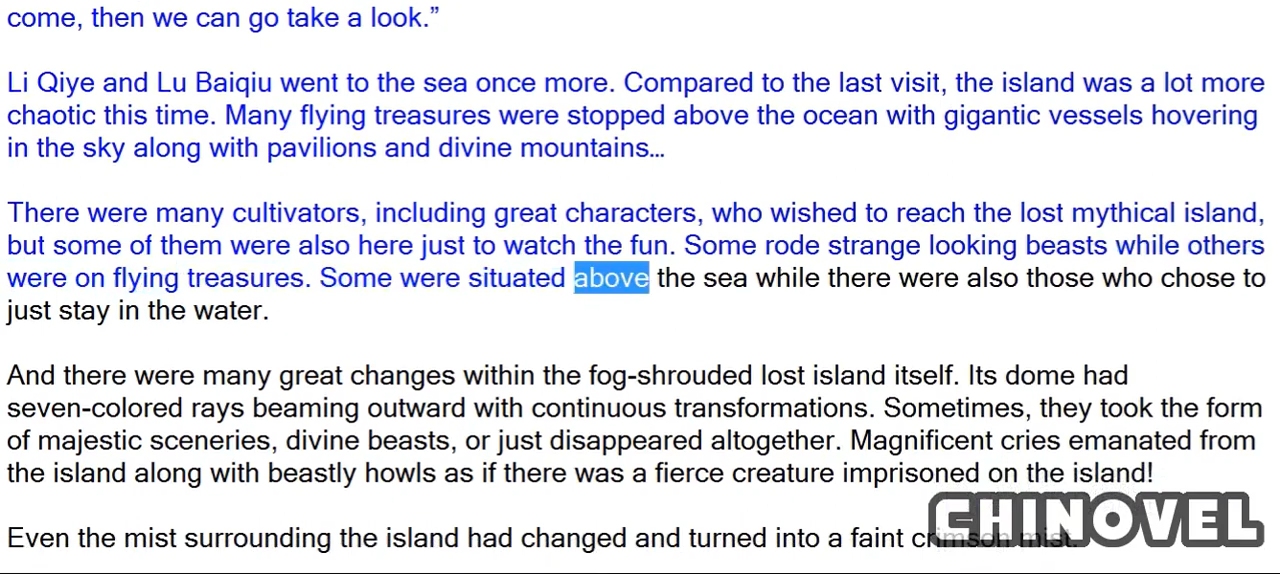 come, then we can go take a look.”
Li Qiye and Lu Baiqiu went to the sea once more. Compared to the last visit, the island was a lot more
chaotic this time. Many flying treasures were stopped above the ocean with gigantic vessels hovering
in the sky along with pavilions and divine mountains…
There were many cultivators, including great characters, who wished to reach the lost mythical island,
but some of them were also here just to watch the fun. Some rode strange looking beasts while others
were on flying treasures. Some were situated above the sea while there were also those who chose to
just stay in the water.
And there were many great changes within the fog-shrouded lost island itself. Its dome had
seven-colored rays beaming outward with continuous transformations. Sometimes, they took the form
of majestic sceneries, divine beasts, or just disappeared altogether. Magnificent cries emanated from
the island along with beastly howls as if there was a fierce creature imprisoned on the island!
Even the mist surrounding the island had changed and turned into a faint crimson mist.
CHINOVEL